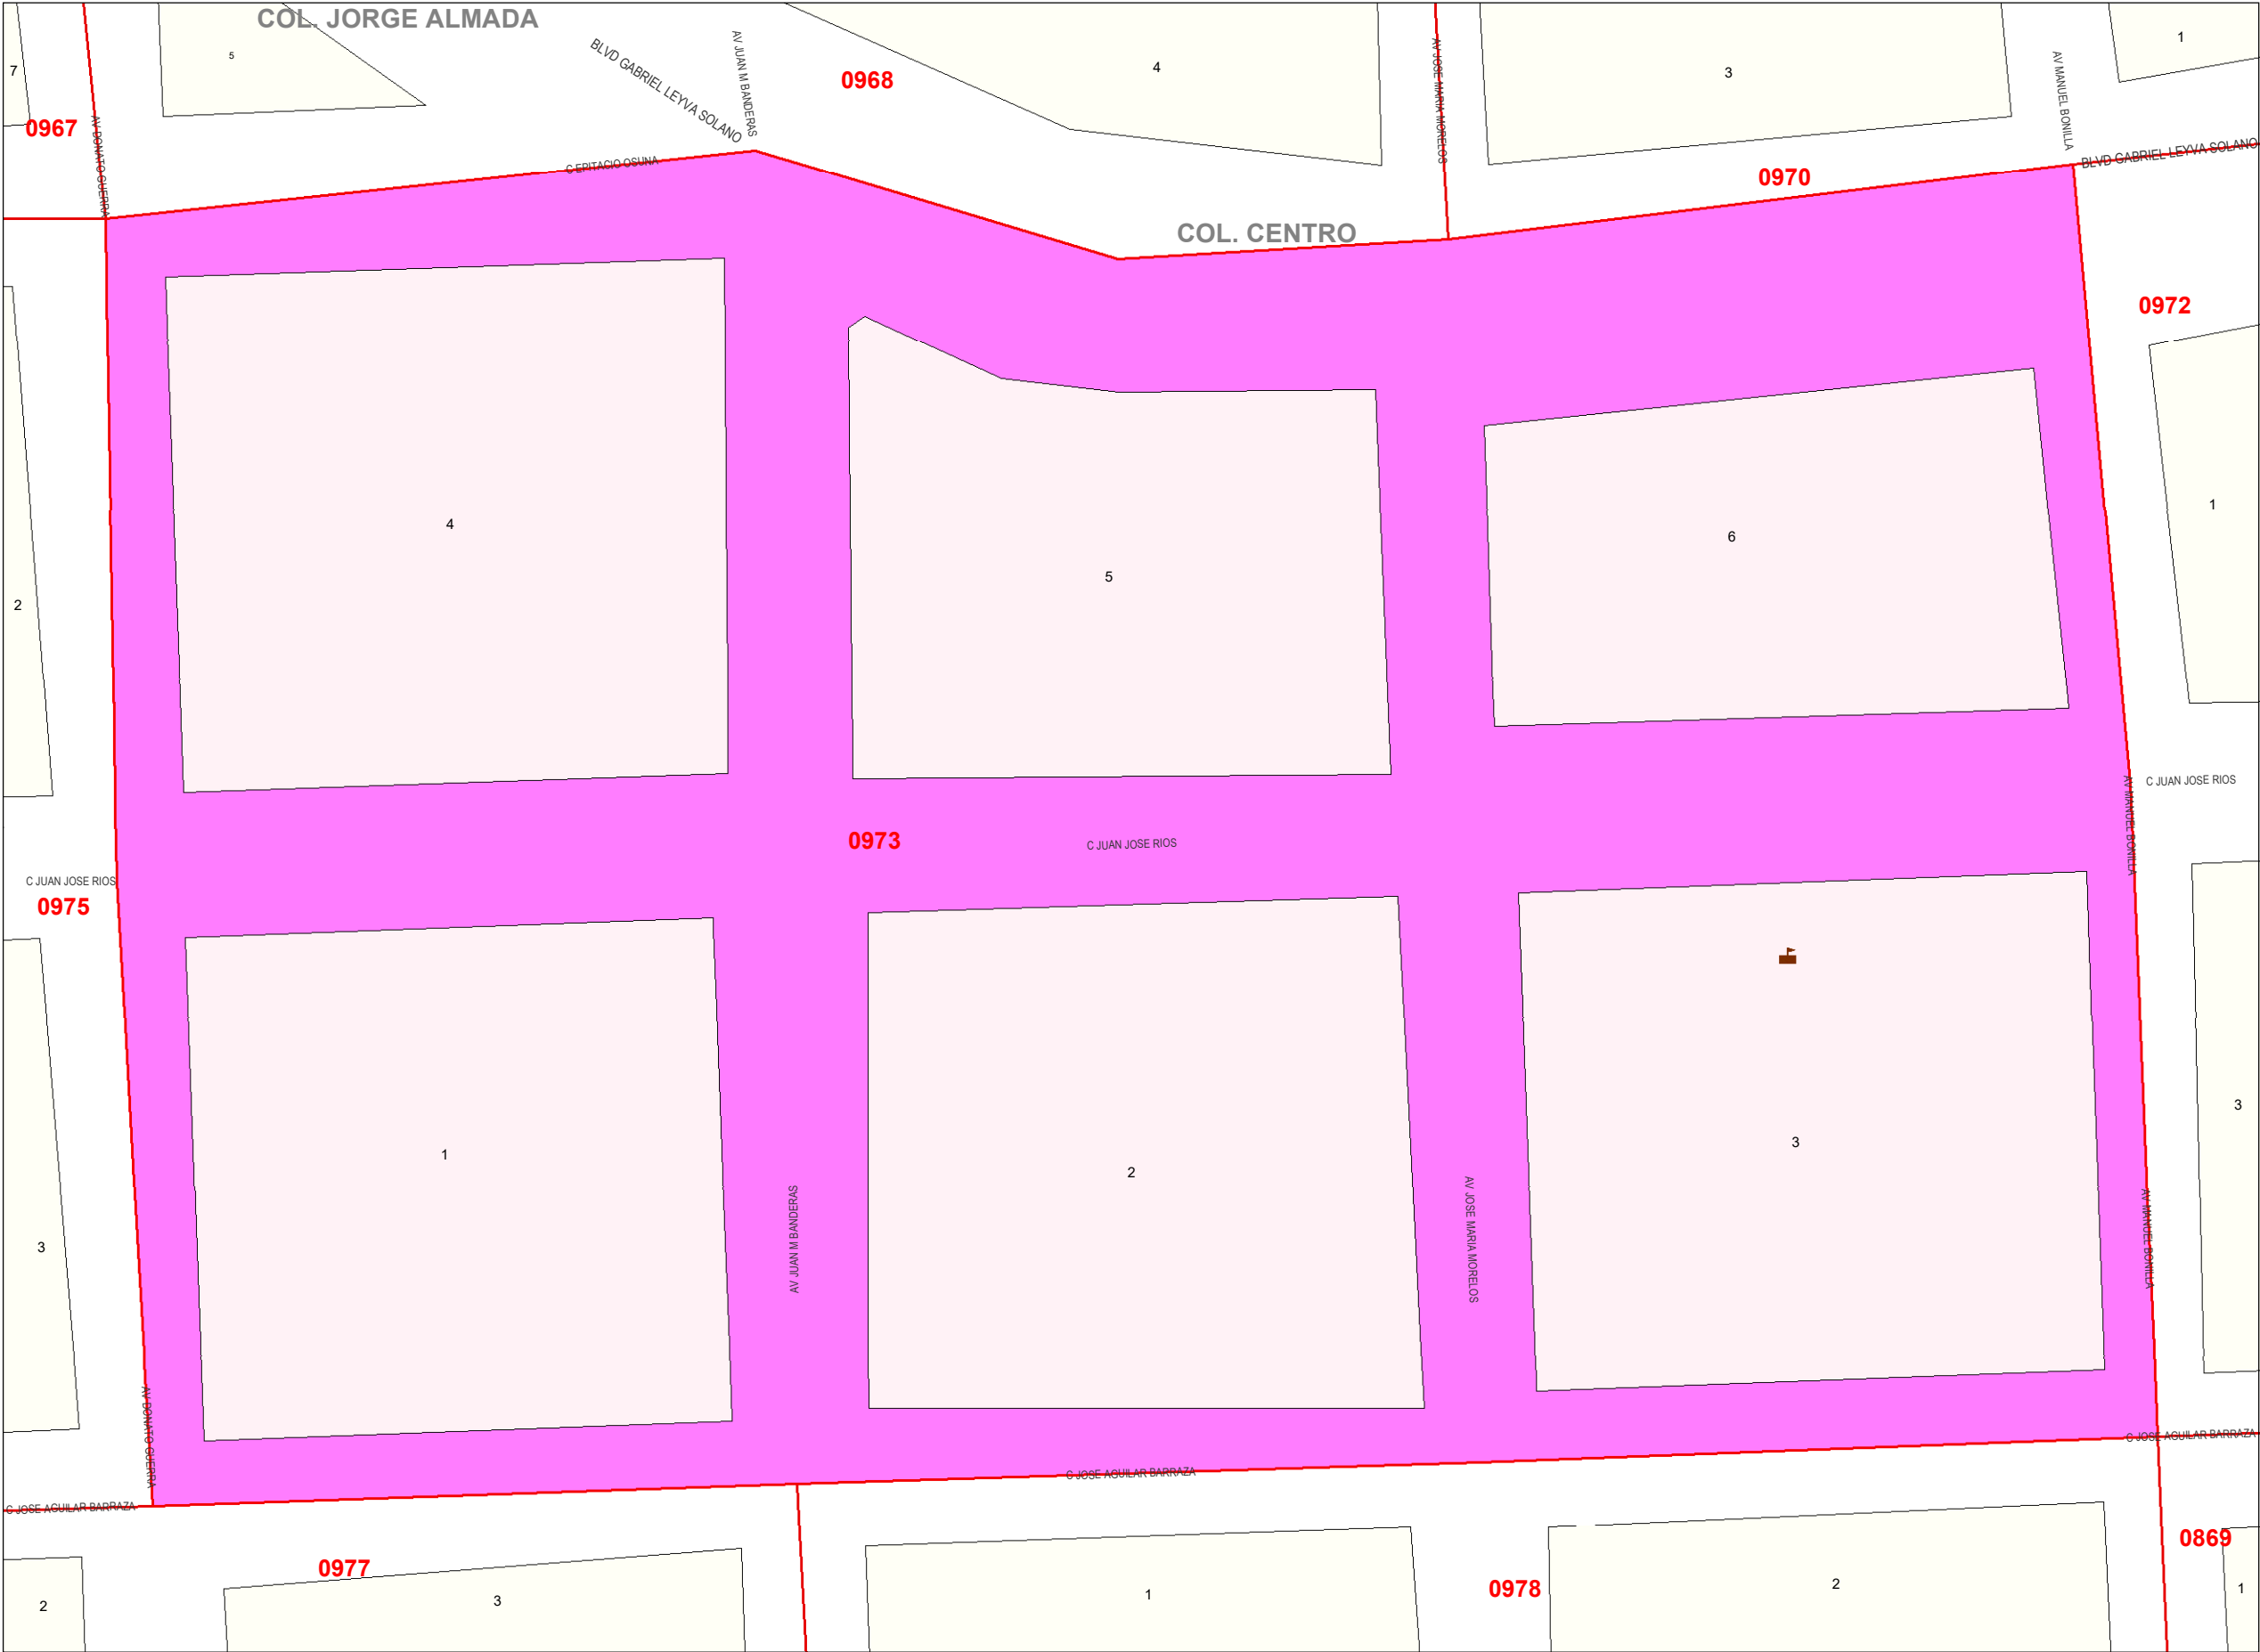 COL. JORGE ALMADA
7
5
BLVD GABRIEL LEYVA SOLANO
AV JUAN M BANDERAS
0968
4
AV JOSE MARIA MORELOS
3
AV MANUEL BONILLA
1
0967
AV DONATO GUERRA
C EPITACIO OSUNA
0970
BLVD GABRIEL LEYVA SOLANO
COL. CENTRO
0972
2
4
5
6
1
C JUAN JOSE RIOS
AV MANUEL BONILLA
0973
C JUAN JOSE RIOS
C JUAN JOSE RIOS
0975
3
1
2
3
3
AV JUAN M BANDERAS
AV JOSE MARIA MORELOS
AV MANUEL BONILLA
AV DONATO GUERRA
C JOSE AGUILAR BARRAZA
C JOSE AGUILAR BARRAZA
C JOSE AGUILAR BARRAZA
0977
0978
0869
2
3
1
2
1